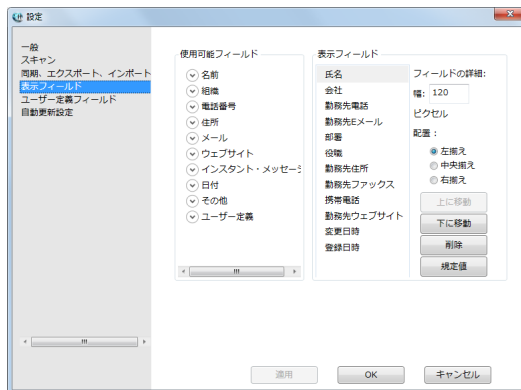 設定
一般
スキャン
同期、エクスポート、インポート
表示フィールド
ユーザー定義フィールド
自動更新設定
使用可能フィールド
名前
組織
電話番号
住所
メール
ウェブサイト
インスタント・メッセージ
日付
その他
ユーザー定義
表示フィールド
氏名
会社
勤務先電話
勤務先Eメール
部署
役職
勤務先住所
勤務先ファックス
携帯電話
勤務先ウェブサイト
変更日時
登録日時
フィールドの詳細:
幅: 120
ピクセル
配置：
左揃え
中央揃え
右揃え
上に移動
下に移動
削除
規定値
適用
OK
キャンセル